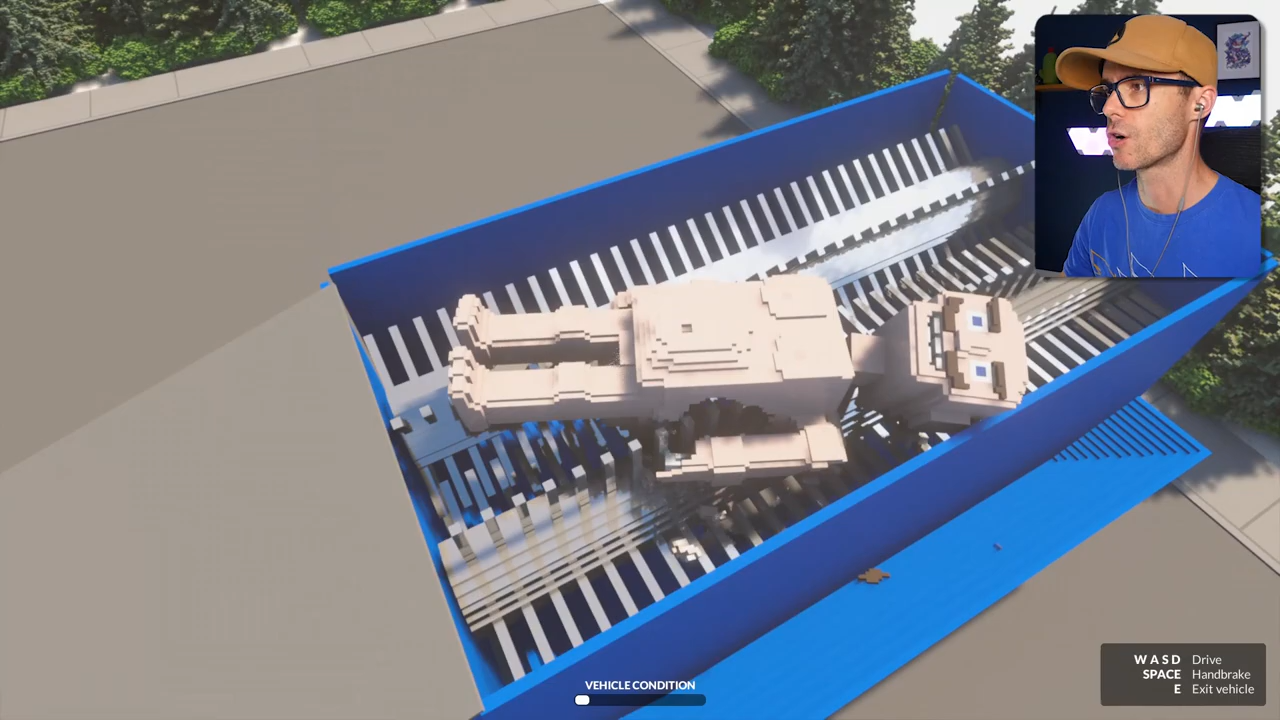 W A S D Drive
SPACE Handbrake
E Exit vehicle
VEHICLE CONDITION